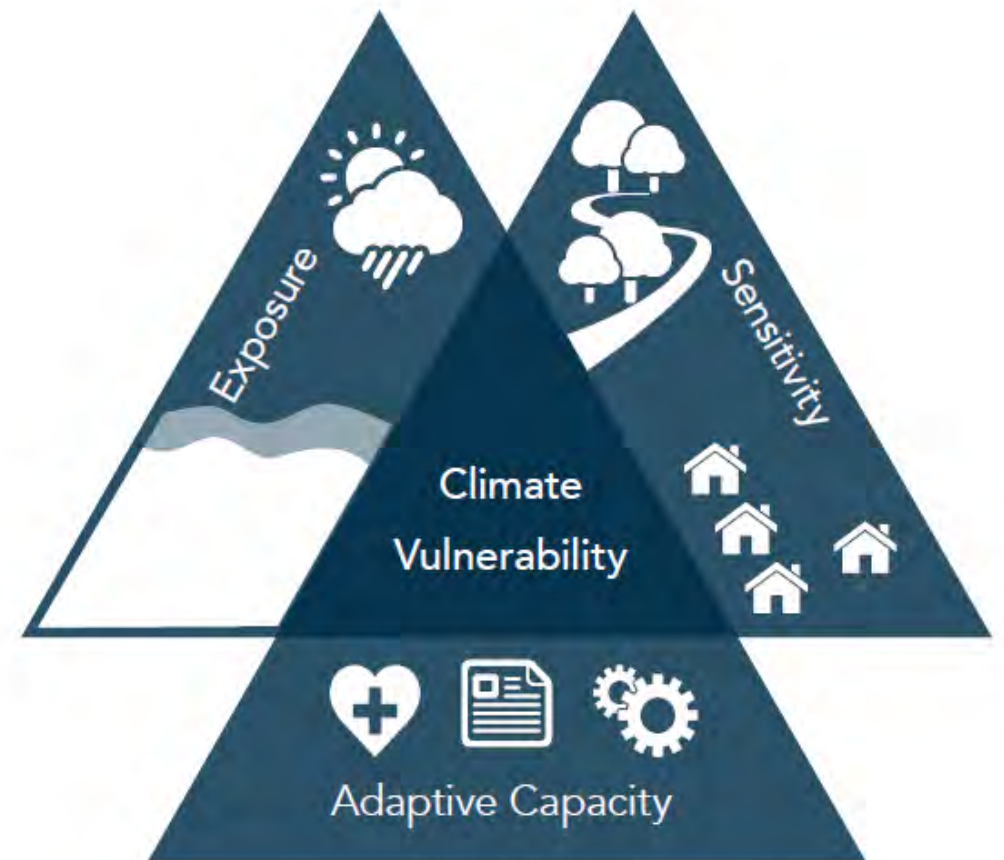 Exposure
Sensitivity
Climate
Vulnerability
Adaptive Capacity